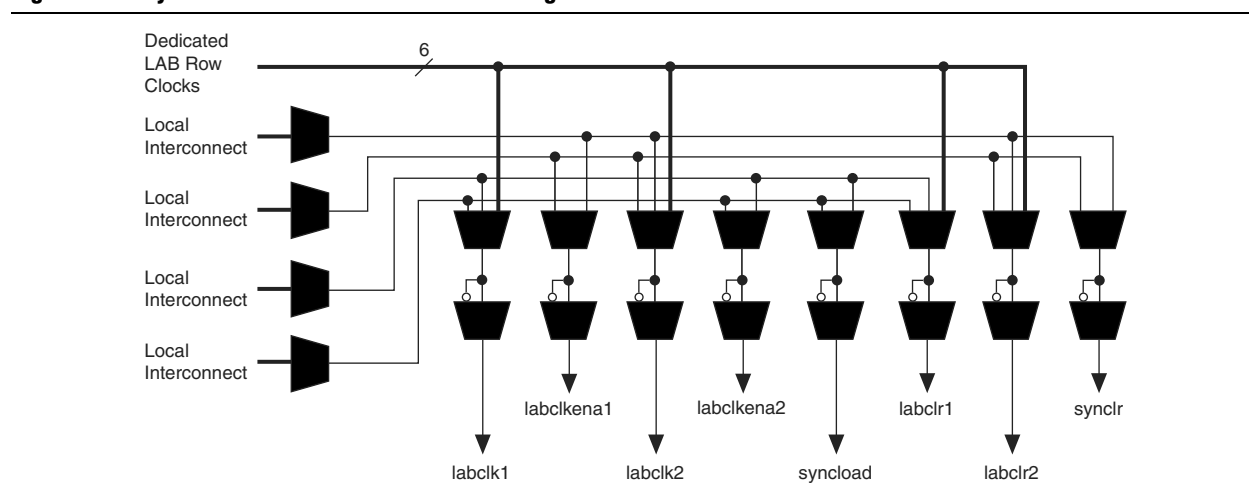 Dedicated
LAB Row
Clocks
6
Local
Interconnect
Local
Interconnect
Local
Interconnect
Local
Interconnect
labclkena1
labclkena2
labclr1
synclr
labclk1
labclk2
syncload
labclr2